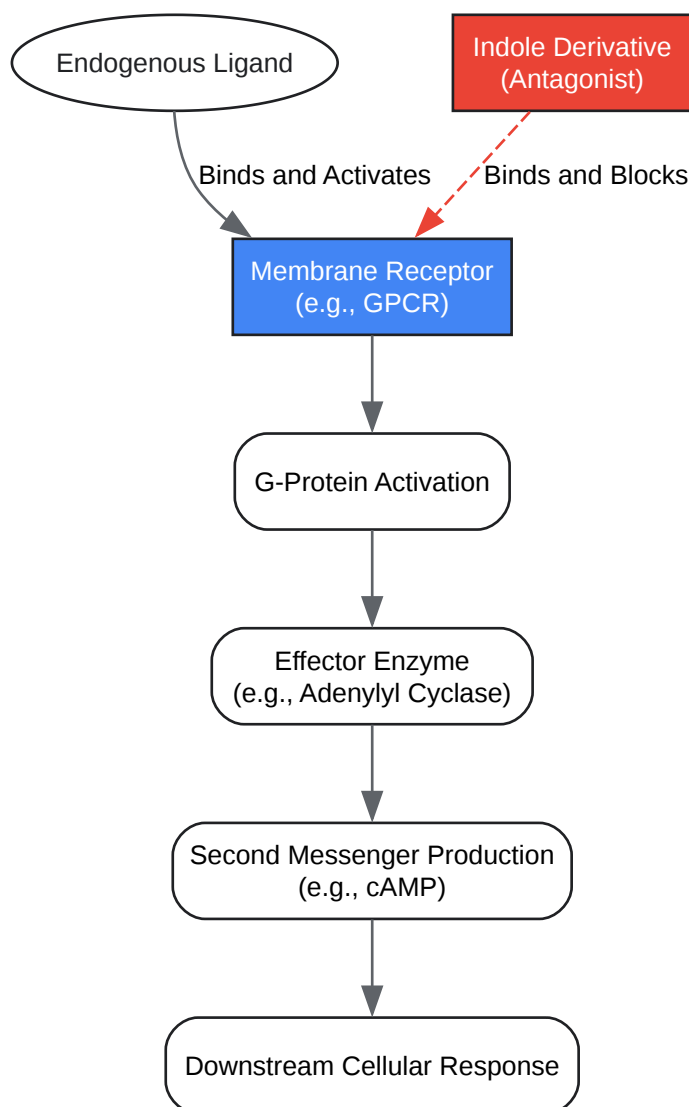 Endogenous Ligand
Indole Derivative
(Antagonist)
Binds and Activates
Binds and Blocks
Membrane Receptor
(e.g., GPCR)
G-Protein Activation
Effector Enzyme
(e.g., Adenylyl Cyclase)
Second Messenger Production
(e.g., cAMP)
Downstream Cellular Response